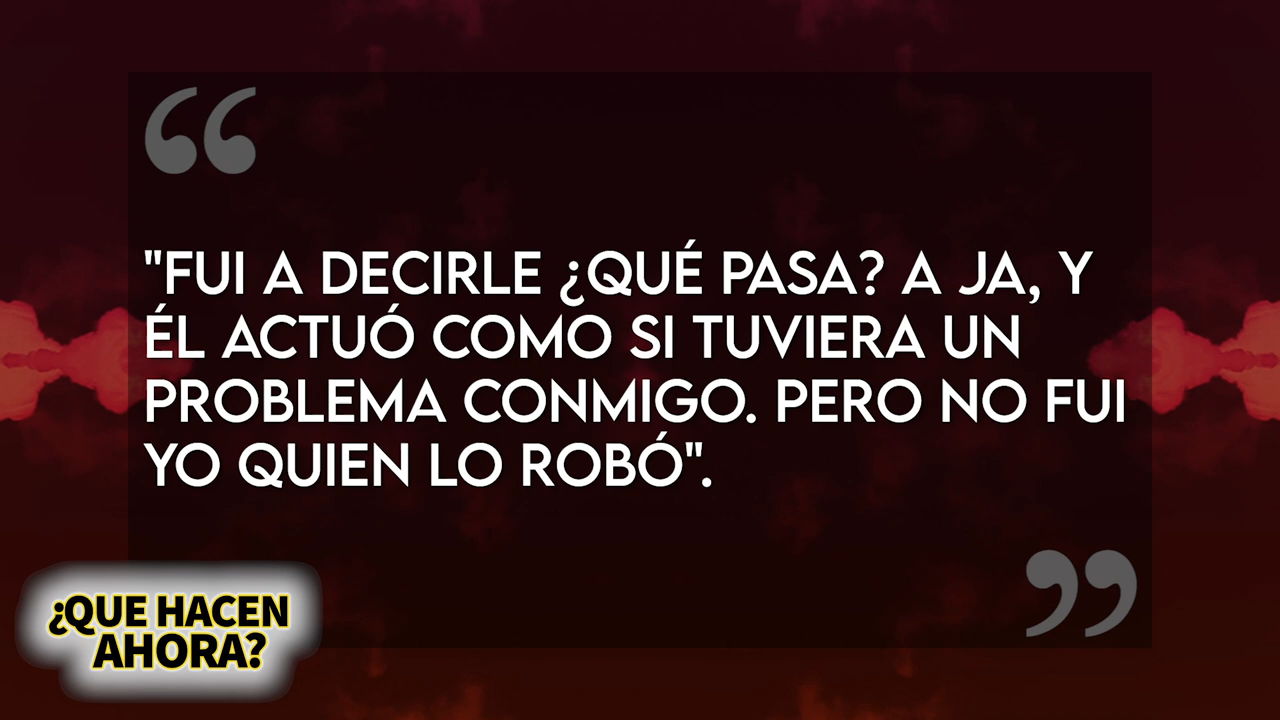 "FUI A DECIRLE ¿QUÉ PASA? A JA, Y
ÉL ACTUÓ COMO SI TUVIERA UN
PROBLEMA CONMIGO. PERO NO FUI
YO QUIEN LO ROBÓ".
¿QUE HACEN
AHORA?